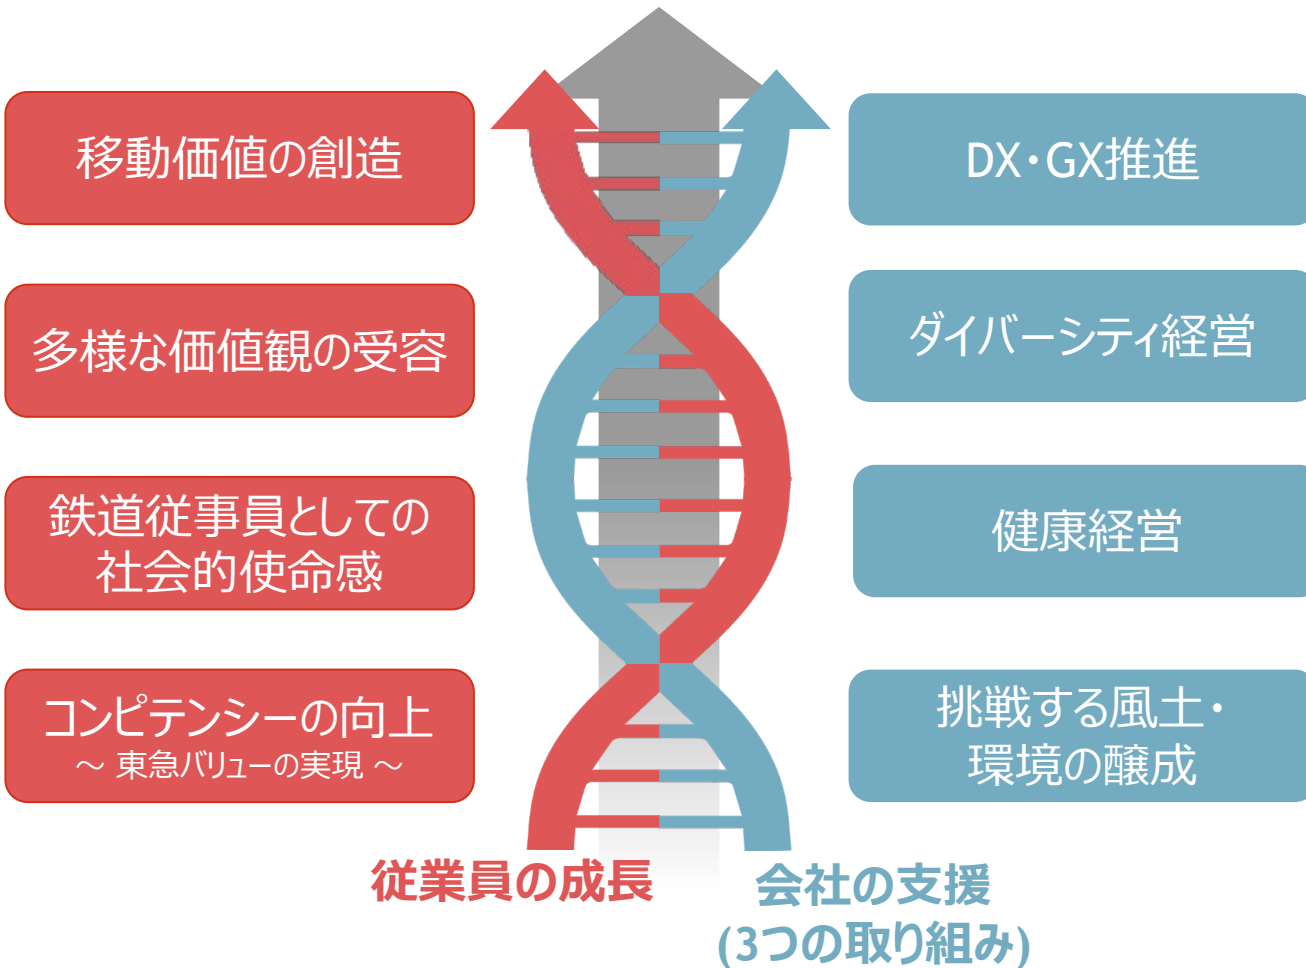 移動価値の創造
DX・GX推進
多様な価値観の受容
ダイバーシティ経営
鉄道従事員としての
社会的使命感
健康経営
コンピテンシーの向上
～ 東急バリューの実現 ～
挑戦する風土・
環境の醸成
従業員の成長
会社の支援
(3つの取り組み)